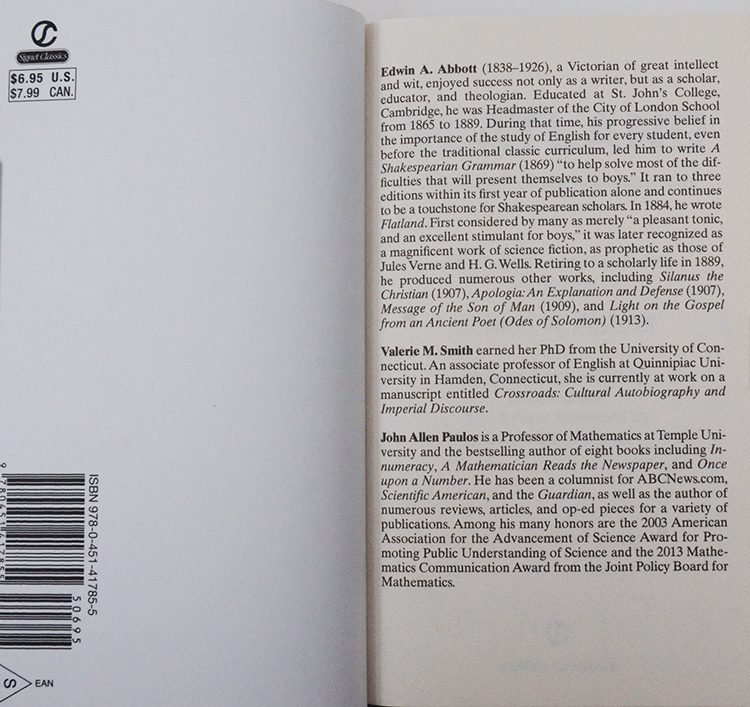 Signet Classics
$6.95 U.S.
$7.99 CAN.
ISBN 978-0-451-41785-5
9 780451 417855
50695
S
EAN
Edwin A. Abbott (1838–1926), a Victorian of great intellect
and wit, enjoyed success not only as a writer, but as a scholar,
educator, and theologian. Educated at St. John's College,
Cambridge, he was Headmaster of the City of London School
from 1865 to 1889. During that time, his progressive belief in
the importance of the study of English for every student, even
before the traditional classic curriculum, led him to write A
Shakespearian Grammar (1869) “to help solve most of the dif-
ficulties that will present themselves to boys.” It ran to three
editions within its first year of publication alone and continues
to be a touchstone for Shakespearean scholars. In 1884, he wrote
Flatland. First considered by many as merely “a pleasant tonic,
and an excellent stimulant for boys,” it was later recognized as
a magnificent work of science fiction, as prophetic as those of
Jules Verne and H. G. Wells. Retiring to a scholarly life in 1889,
he produced numerous other works, including Silanus the
Christian (1907), Apologia: An Explanation and Defense (1907),
Message of the Son of Man (1909), and Light on the Gospel
from an Ancient Poet (Odes of Solomon) (1913).
Valerie M. Smith earned her PhD from the University of Con-
necticut. An associate professor of English at Quinnipiac Uni-
versity in Hamden, Connecticut, she is currently at work on a
manuscript entitled Crossroads: Cultural Autobiography and
Imperial Discourse.
John Allen Paulos is a Professor of Mathematics at Temple Uni-
versity and the bestselling author of eight books including In-
numeracy, A Mathematician Reads the Newspaper, and Once
upon a Number. He has been a columnist for ABCNews.com,
Scientific American, and the Guardian, as well as the author of
numerous reviews, articles, and op-ed pieces for a variety of
publications. Among his many honors are the 2003 American
Association for the Advancement of Science Award for Pro-
moting Public Understanding of Science and the 2013 Mathe-
matics Communication Award from the Joint Policy Board for
Mathematics.